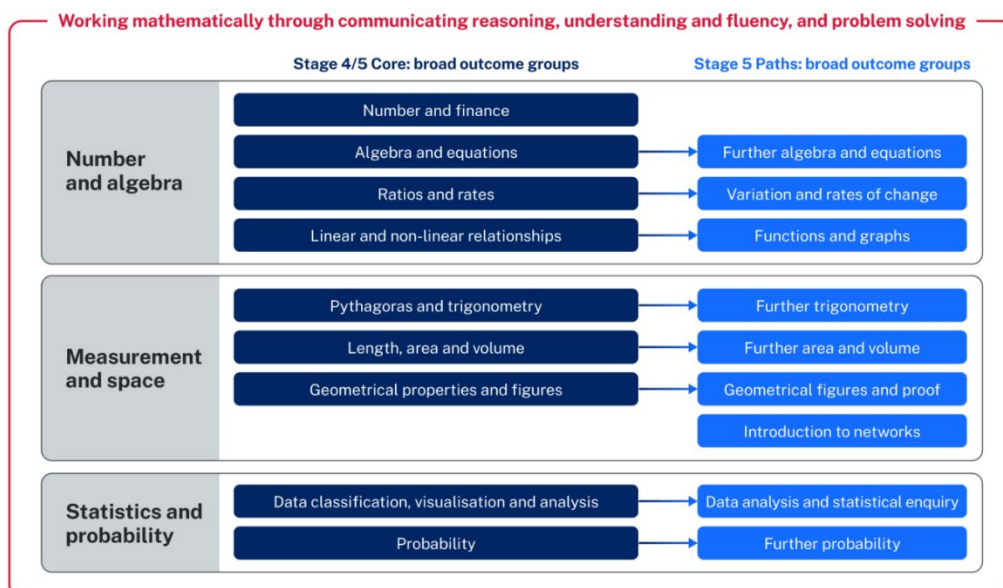 Working mathematically through communicating reasoning, understanding and fluency, and problem solving
Stage 4/5 Core: broad outcome groups
Stage 5 Paths: broad outcome groups
Number
and algebra
Number and finance
Algebra and equations
Further algebra and equations
Ratios and rates
Variation and rates of change
Linear and non-linear relationships
Functions and graphs
Measurement
and space
Pythagoras and trigonometry
Further trigonometry
Length, area and volume
Further area and volume
Geometrical properties and figures
Geometrical figures and proof
Introduction to networks
Statistics and
probability
Data classification, visualisation and analysis
Data analysis and statistical enquiry
Probability
Further probability